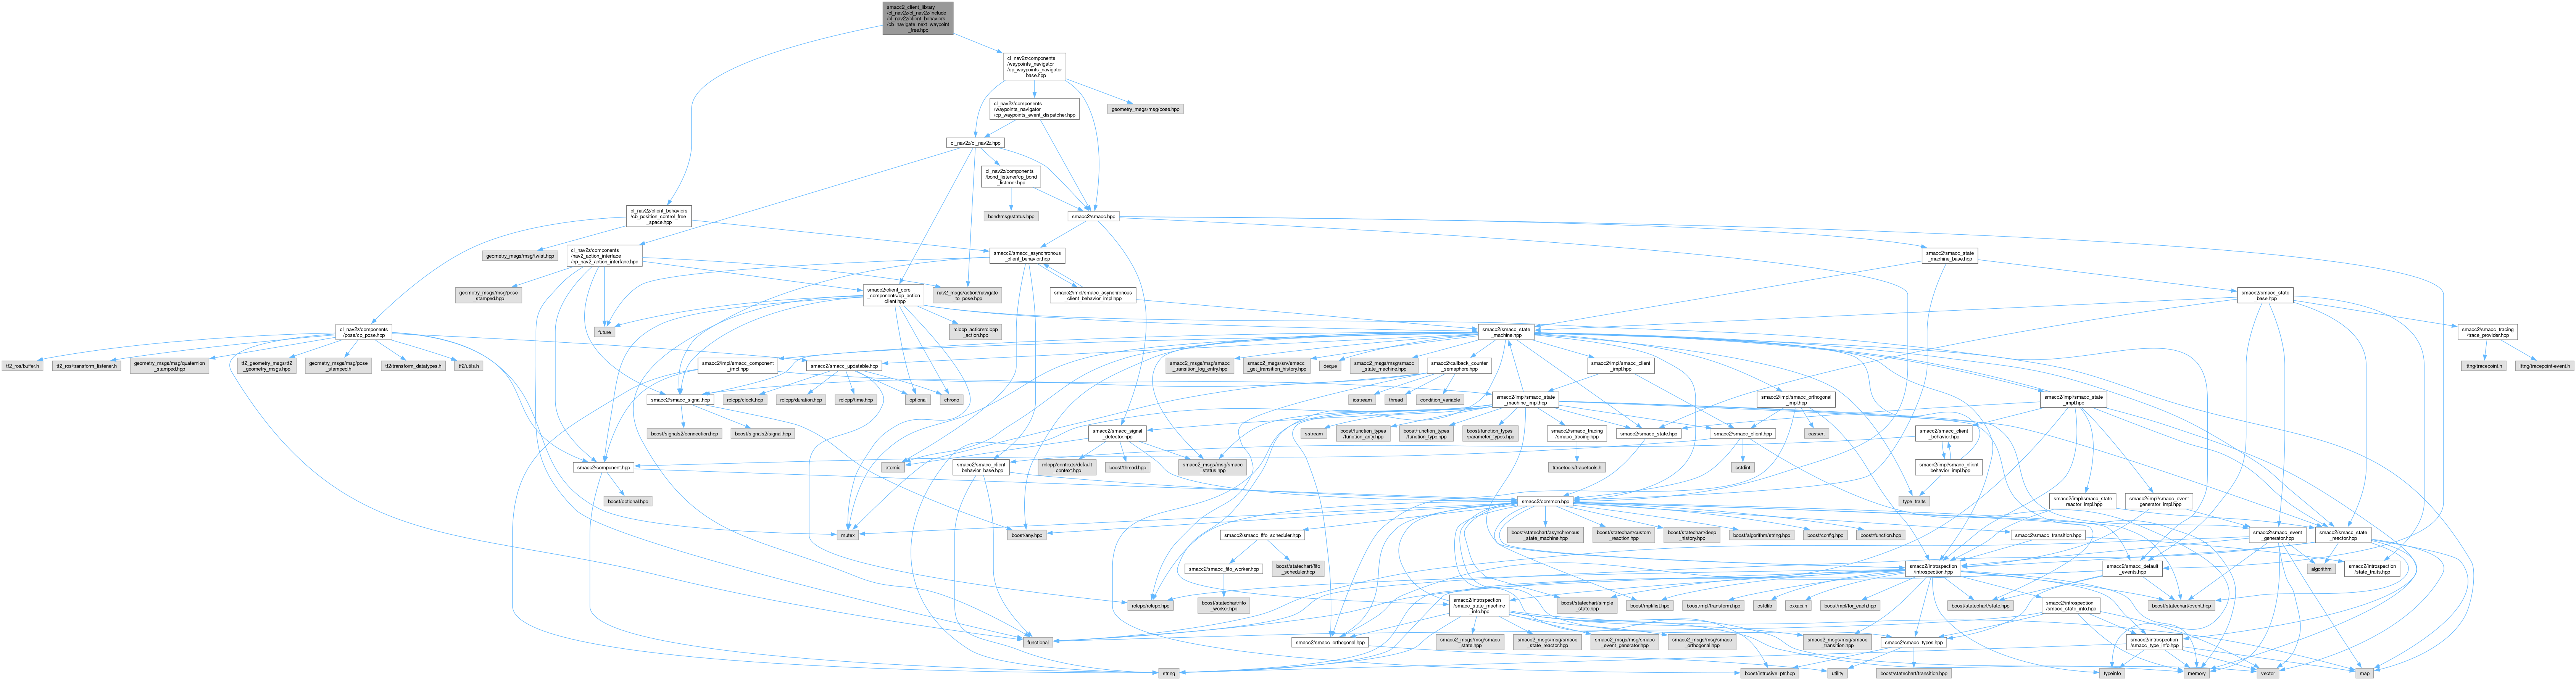 smacc2_client_library
/cl_nav2z/cl_nav2z/include
/cl_nav2z/client_behaviors
/cb_navigate_next_waypoint
_free.hpp
cl_nav2z/components
/waypoints_navigator
/cp_waypoints_navigator
_base.hpp
cl_nav2z/components
/waypoints_navigator
/cp_waypoints_event_dispatcher.hpp
geometry_msgs/msg/pose.hpp
cl_nav2z/cl_nav2z.hpp
cl_nav2z/components
/bond_listener/cp_bond
_listener.hpp
cl_nav2z/client_behaviors
/cb_position_control_free
_space.hpp
bond/msg/status.hpp
smacc2/smacc.hpp
geometry_msgs/msg/twist.hpp
cl_nav2z/components
/nav2_action_interface
/cp_nav2_action_interface.hpp
smacc2/smacc_asynchronous
_client_behavior.hpp
smacc2/smacc_state
_machine_base.hpp
geometry_msgs/msg/pose
_stamped.hpp
smacc2/client_core
_components/cp_action
_client.hpp
nav2_msgs/action/navigate
_to_pose.hpp
smacc2/impl/smacc_asynchronous
_client_behavior_impl.hpp
smacc2/smacc_state
_base.hpp
cl_nav2z/components
/pose/cp_pose.hpp
future
rclcpp_action/rclcpp
_action.hpp
smacc2/smacc_state
_machine.hpp
smacc2/smacc_tracing
/trace_provider.hpp
tf2_ros/buffer.h
tf2_ros/transform_listener.h
geometry_msgs/msg/quaternion
_stamped.hpp
tf2_geometry_msgs/tf2
_geometry_msgs.hpp
geometry_msgs/msg/pose
_stamped.h
tf2/transform_datatypes.h
tf2/utils.h
smacc2/impl/smacc_component
_impl.hpp
smacc2/smacc_updatable.hpp
smacc2_msgs/msg/smacc
_transition_log_entry.hpp
smacc2_msgs/srv/smacc
_get_transition_history.hpp
deque
smacc2_msgs/msg/smacc
_state_machine.hpp
smacc2/callback_counter
_semaphore.hpp
smacc2/impl/smacc_client
_impl.hpp
lttng/tracepoint.h
lttng/tracepoint-event.h
smacc2/smacc_signal.hpp
rclcpp/clock.hpp
rclcpp/duration.hpp
rclcpp/time.hpp
optional
chrono
iostream
thread
condition_variable
smacc2/impl/smacc_state
_machine_impl.hpp
smacc2/impl/smacc_orthogonal
_impl.hpp
smacc2/impl/smacc_state
_impl.hpp
boost/signals2/connection.hpp
boost/signals2/signal.hpp
smacc2/smacc_signal
_detector.hpp
sstream
boost/function_types
/function_arity.hpp
boost/function_types
/function_type.hpp
boost/function_types
/parameter_types.hpp
smacc2/smacc_tracing
/smacc_tracing.hpp
smacc2/smacc_state.hpp
smacc2/smacc_client.hpp
cassert
smacc2/smacc_client
_behavior.hpp
smacc2/component.hpp
atomic
smacc2/smacc_client
_behavior_base.hpp
rclcpp/contexts/default
_context.hpp
boost/thread.hpp
smacc2_msgs/msg/smacc
_status.hpp
tracetools/tracetools.h
cstdint
smacc2/impl/smacc_client
_behavior_impl.hpp
boost/optional.hpp
smacc2/common.hpp
type_traits
smacc2/impl/smacc_state
_reactor_impl.hpp
smacc2/impl/smacc_event
_generator_impl.hpp
mutex
boost/any.hpp
smacc2/smacc_fifo_scheduler.hpp
boost/statechart/asynchronous
_state_machine.hpp
boost/statechart/custom
_reaction.hpp
boost/statechart/deep
_history.hpp
boost/algorithm/string.hpp
boost/config.hpp
boost/function.hpp
smacc2/smacc_transition.hpp
smacc2/smacc_event
_generator.hpp
smacc2/smacc_state
_reactor.hpp
smacc2/smacc_fifo_worker.hpp
boost/statechart/fifo
_scheduler.hpp
smacc2/introspection
/introspection.hpp
smacc2/smacc_default
_events.hpp
algorithm
smacc2/introspection
/state_traits.hpp
rclcpp/rclcpp.hpp
boost/statechart/fifo
_worker.hpp
smacc2/introspection
/smacc_state_machine
_info.hpp
boost/statechart/simple
_state.hpp
boost/mpl/list.hpp
boost/mpl/transform.hpp
cstdlib
cxxabi.h
boost/mpl/for_each.hpp
boost/statechart/state.hpp
smacc2/introspection
/smacc_state_info.hpp
boost/statechart/event.hpp
functional
smacc2/smacc_orthogonal.hpp
smacc2_msgs/msg/smacc
_state.hpp
smacc2_msgs/msg/smacc
_state_reactor.hpp
smacc2_msgs/msg/smacc
_event_generator.hpp
smacc2_msgs/msg/smacc
_orthogonal.hpp
smacc2_msgs/msg/smacc
_transition.hpp
smacc2/smacc_types.hpp
smacc2/introspection
/smacc_type_info.hpp
string
boost/intrusive_ptr.hpp
utility
boost/statechart/transition.hpp
typeinfo
memory
vector
map